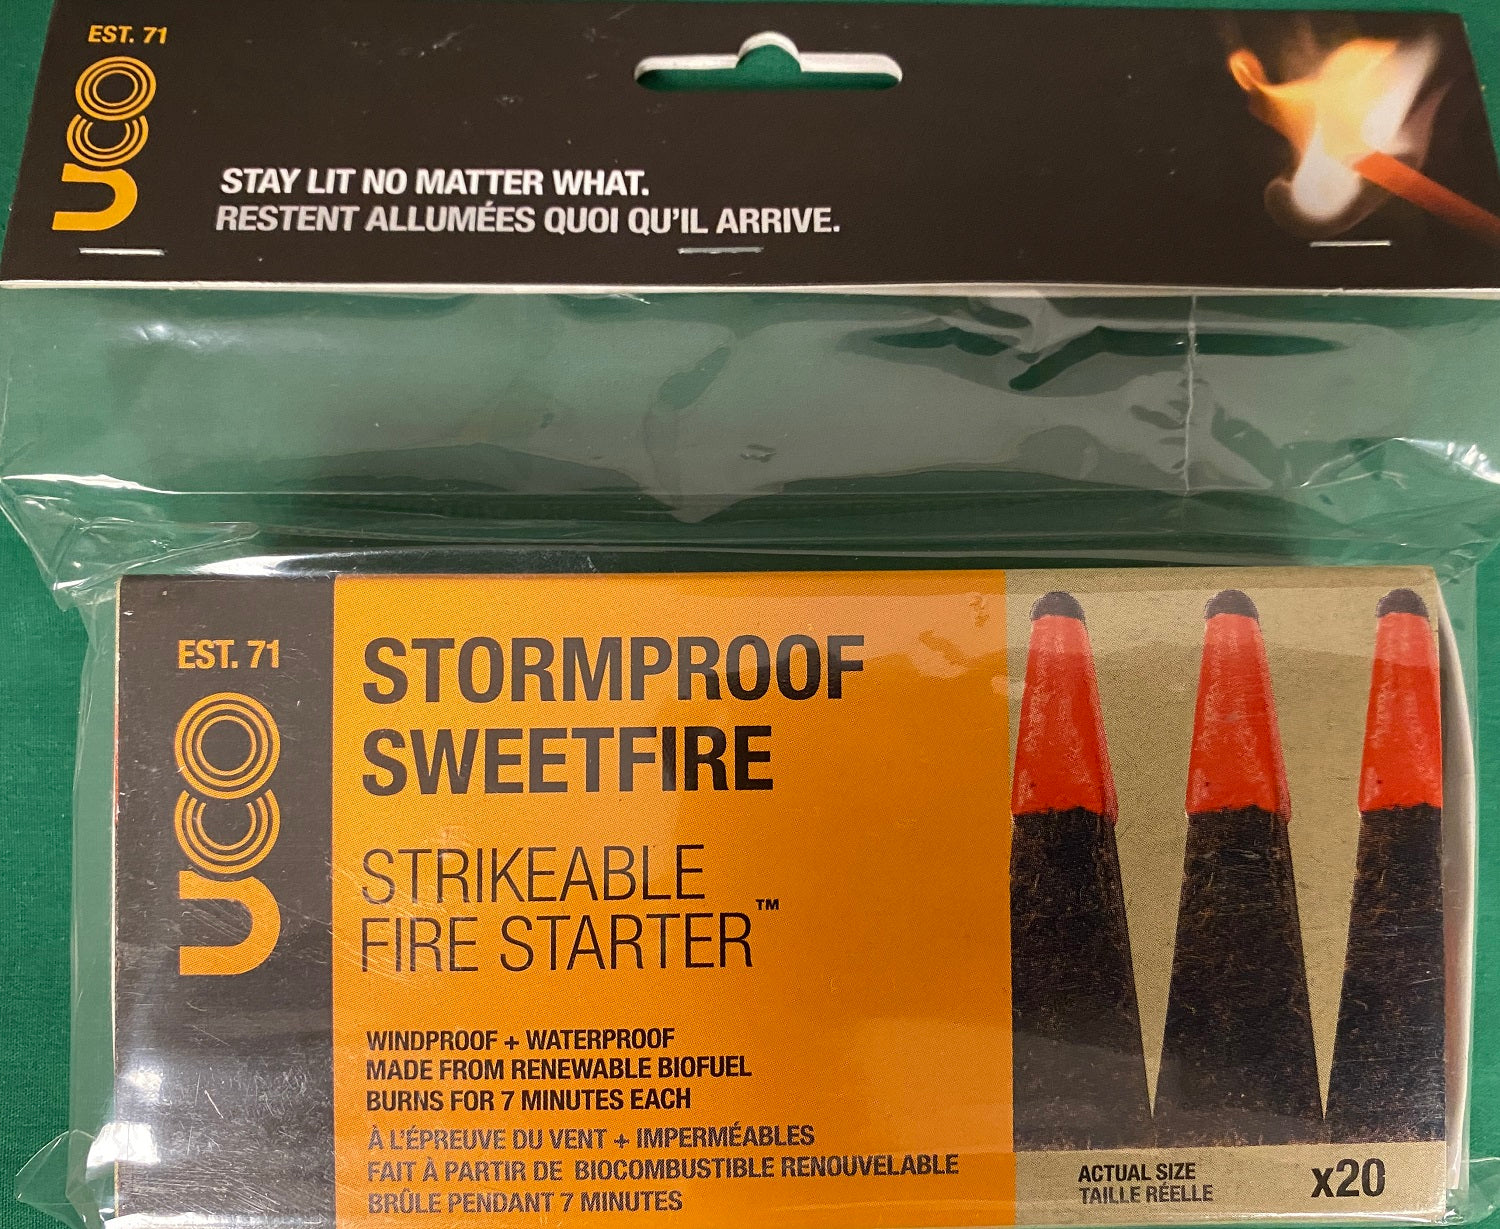 EST. 71
UCO
STAY LIT NO MATTER WHAT.
RESTENT ALLUMÉES QUOI QU'IL ARRIVE.
EST. 71
UCO
STORMPROOF
SWEETFIRE
STRIKEABLE
FIRE STARTER™
WINDPROOF + WATERPROOF
MADE FROM RENEWABLE BIOFUEL
BURNS FOR 7 MINUTES EACH
À L'ÉPREUVE DU VENT + IMPERMÉABLES
FAIT À PARTIR DE BIOCOMBUSTIBLE RENOUVELABLE
BRÛLE PENDANT 7 MINUTES
ACTUAL SIZE
TAILLE RÉELLE
x20